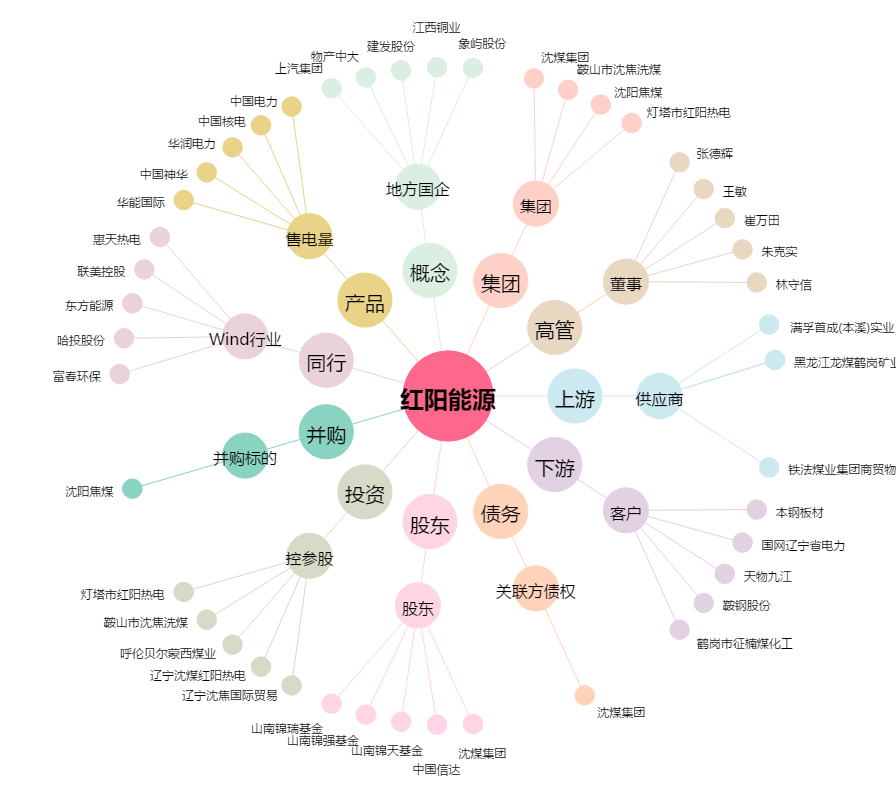 江西铜业
建发股份
象屿股份
物产中大
上汽集团
沈煤集团
鞍山市沈焦洗煤
沈阳焦煤
灯塔市红阳热电
中国电力
中国核电
华润电力
中国神华
华能国际
地方国企
集团
张德辉
王敏
崔万田
朱克实
林守信
售电量
惠天热电
联美控股
东方能源
哈投股份
富春环保
概念
集团
董事
产品
高管
Wind行业
同行
满孚首成(本溪)实业
黑龙江龙煤鹤岗矿业
红阳能源
上游
供应商
并购
并购标的
沈阳焦煤
下游
铁法煤业集团商贸物
投资
股东
债务
客户
本钢板材
国网辽宁省电力
天物九江
鞍钢股份
鹤岗市征楠煤化工
控参股
灯塔市红阳热电
鞍山市沈焦洗煤
呼伦贝尔蒙西煤业
辽宁沈煤红阳热电
辽宁沈焦国际贸易
股东
关联方债权
山南锦瑞基金
山南锦强基金
山南锦天基金
中国信达
沈煤集团
沈煤集团